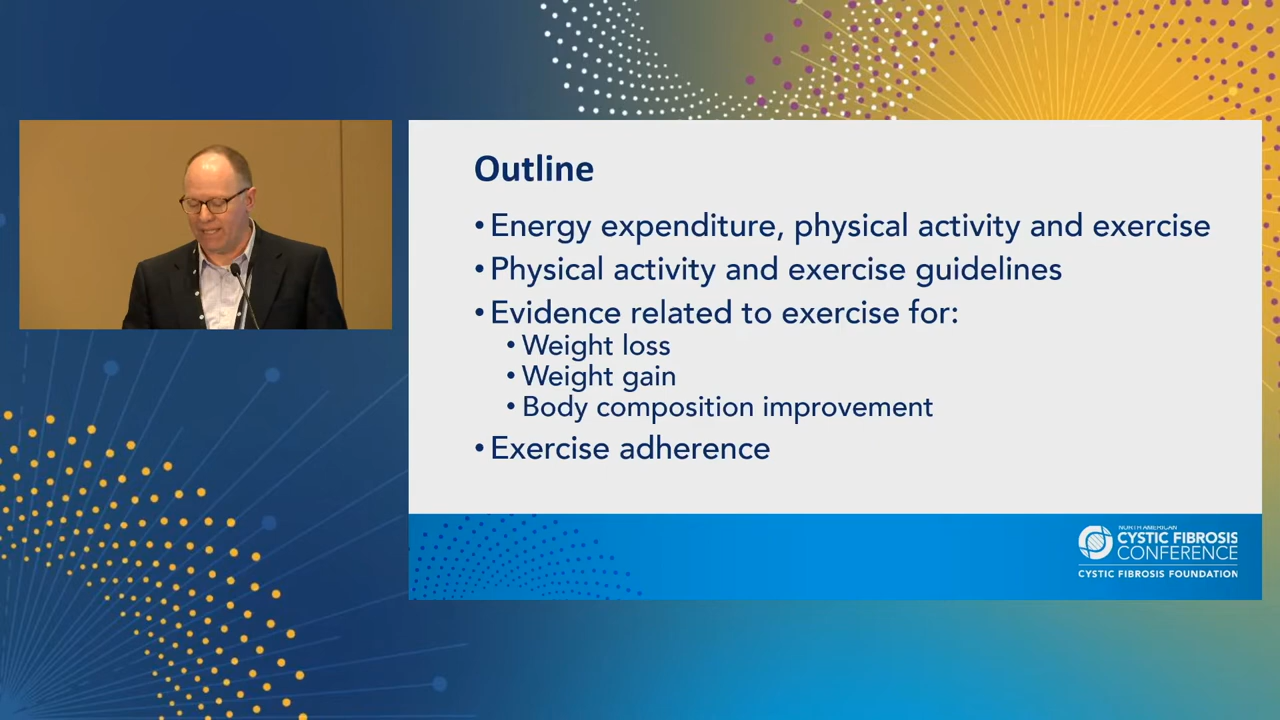 Outline
• Energy expenditure, physical activity and exercise
• Physical activity and exercise guidelines
• Evidence related to exercise for:
• Weight loss
• Weight gain
• Body composition improvement
• Exercise adherence
NORTH AMERICAN
CYSTIC FIBROSIS
CONFERENCE
CYSTIC FIBROSIS FOUNDATION